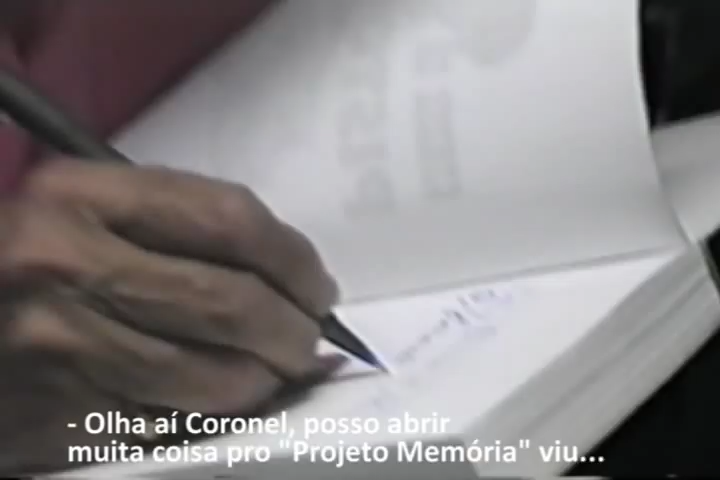 - Olha aí Coronel, posso abrir
muita coisa pro "Projeto Memória" viu...